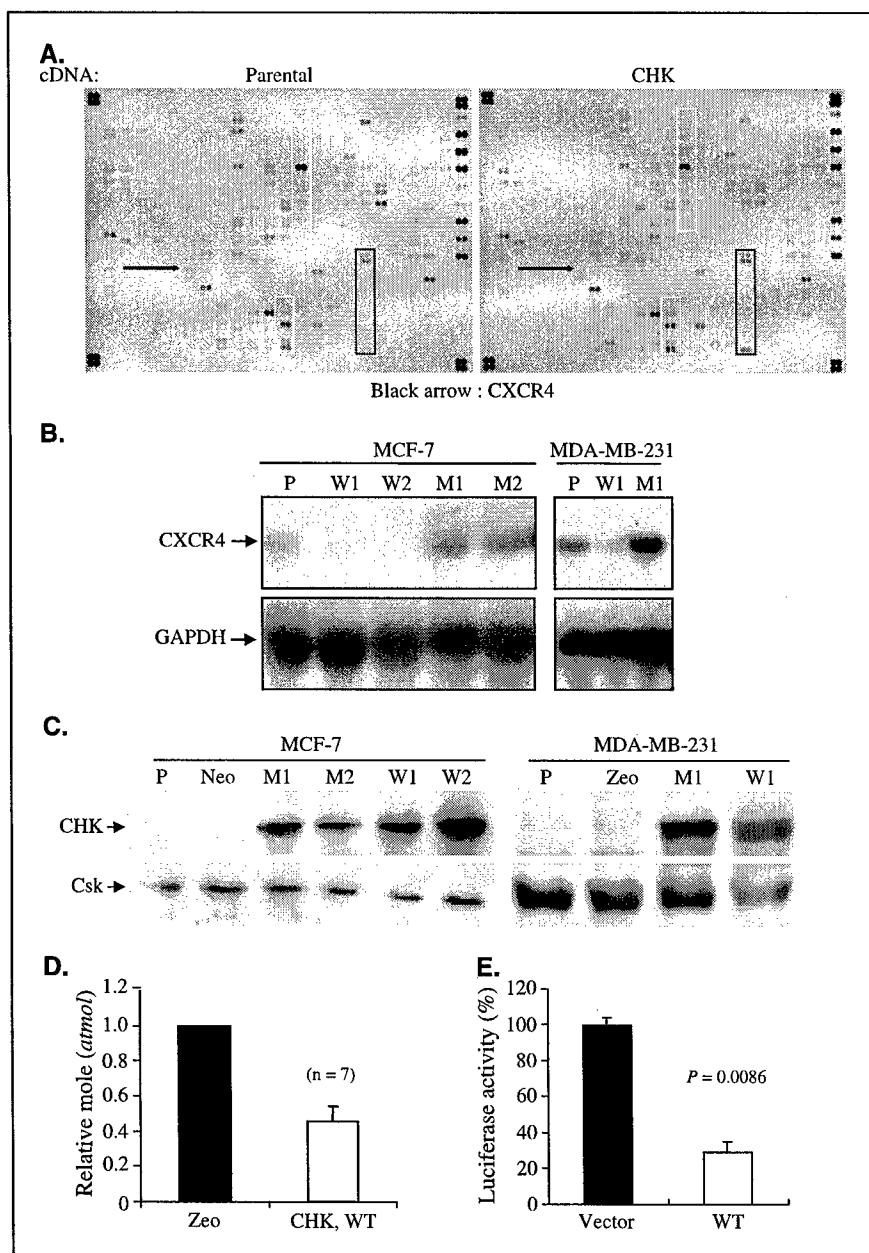 A.
cDNA: Parental CHK
Black arrow : CXCR4
B.
MCF-7 MDA-MB-231
P W1 W2 M1 M2 P W1 M1
CXCR4
GAPDH
C.
MCF-7 MDA-MB-231
P Neo M1 M2 W1 W2 P Zeo M1 W1
CHK
Csk
D.
Relative mole (atmol)
1.2
1.0
0.8
0.6
0.4
0.2
0
(n = 7)
Zeo CHK, WT
E.
Luciferase activity (%)
120
100
80
60
40
20
0
P = 0.0086
Vector WT